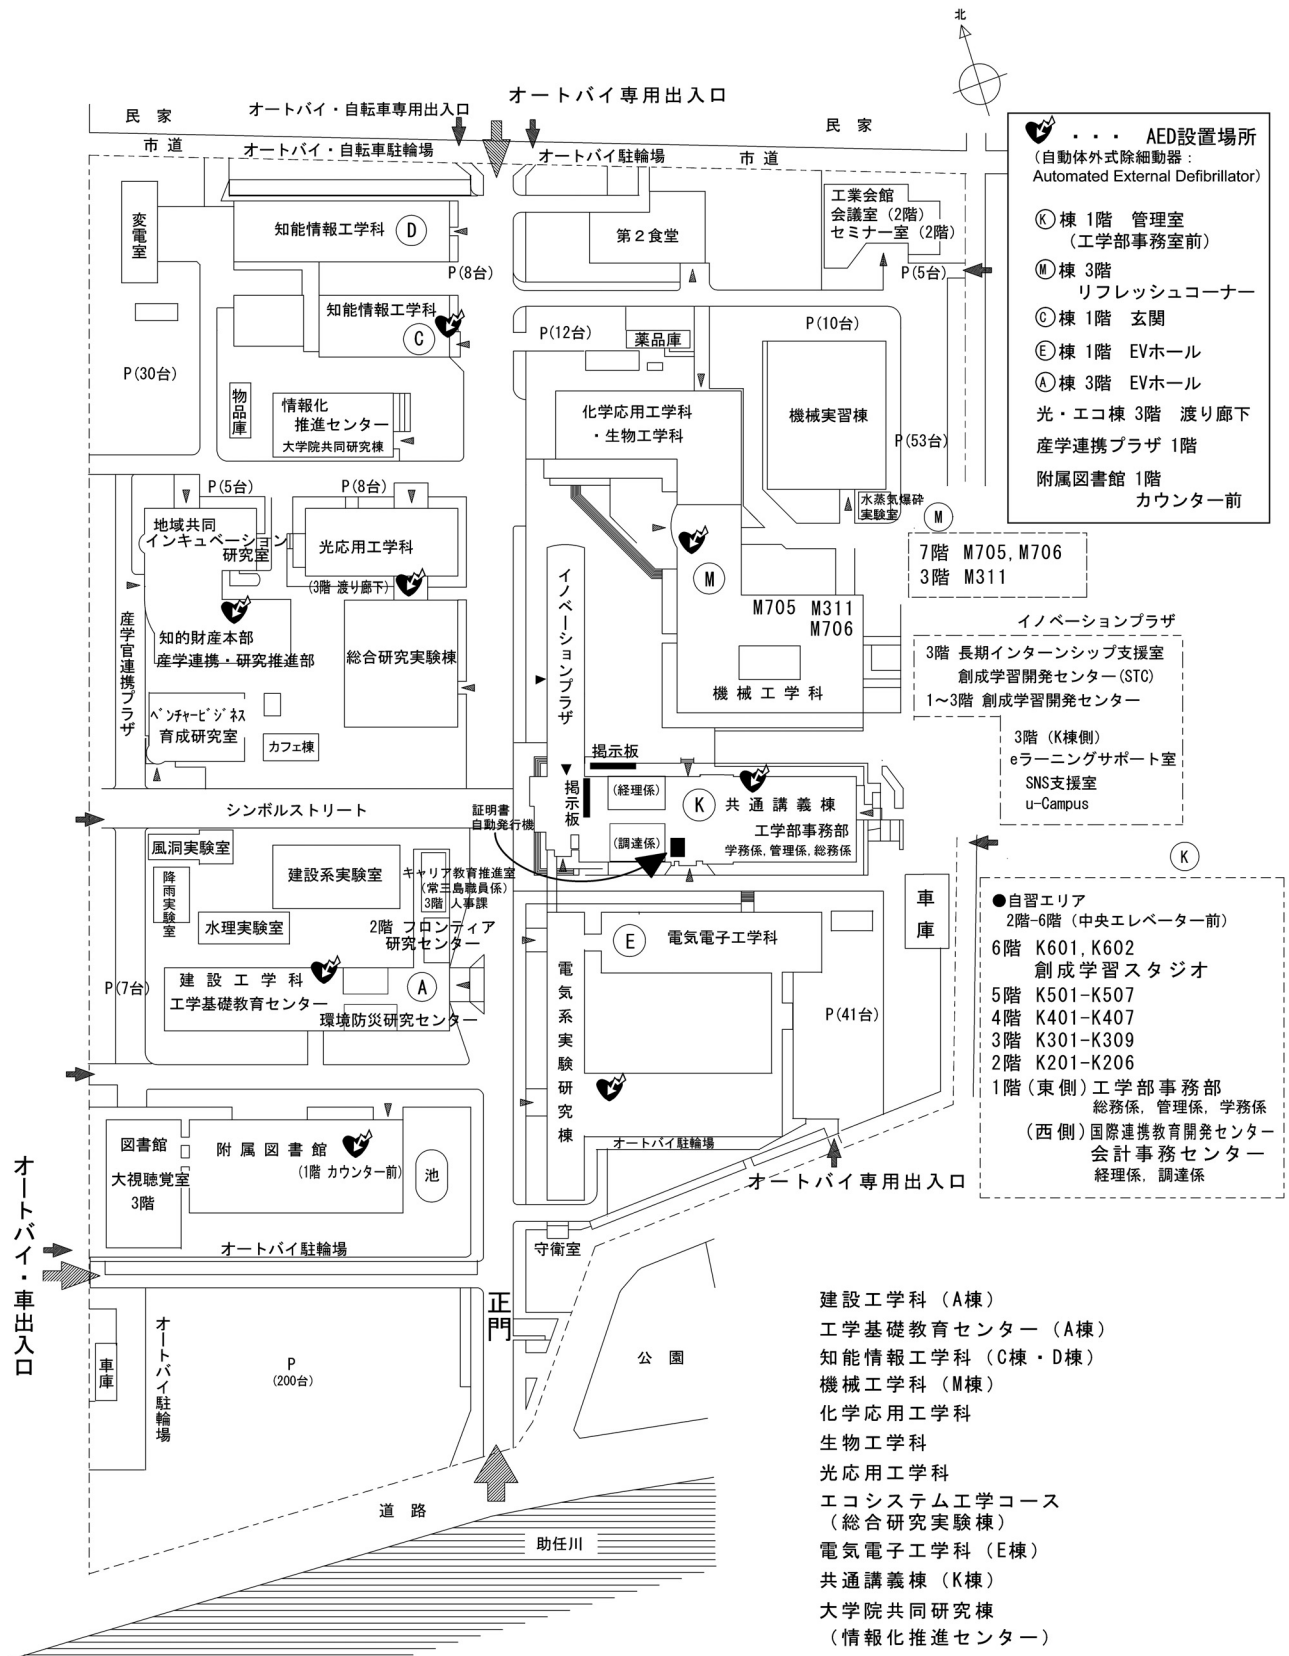 北
オートバイ専用出入口
オートバイ・自転車専用出入口
民 家
民 家
市 道
オートバイ・自転車駐輪場
オートバイ駐輪場
市 道
変電室
知能情報工学科 D
P(8台)
第2食堂
工業会館
会議室(2階)
セミナー室(2階)
P(5台)
知能情報工学科
C
P(12台)
薬品庫
P(10台)
P(30台)
物品庫
情報化
推進センター
大学院共同研究棟
化学応用工学科
・生物工学科
機械実習棟
P(53台)
水蒸気爆砕
実験室
P(5台)
P(8台)
地域共同
インキュベーション
研究室
光応用工学科
(3階 渡り廊下)
知的財産本部
産学連携・研究推進部
総合研究実験棟
産学官連携プラザ
ベンチャービジネス
育成研究室
カフェ棟
イノベーションプラザ
M
M705 M311
M706
機械工学科
シンボルストリート
掲示板
掲示板
証明書
自動発行機
(経理係)
(調達係)
K 共通講義棟
工学部事務部
学務係,管理係,総務係
風洞実験室
降雨実験室
建設系実験室
水理実験室
キャリア教育推進室
(常三島職員係)
3階 人事課
2階 フロンティア
研究センター
P(7台)
建設工学科
工学基礎教育センター
A
環境防災研究センター
E 電気電子工学科
電気系実験研究棟
P(41台)
車庫
オートバイ駐輪場
オートバイ専用出入口
図書館
大視聴覚室
3階
附属図書館
(1階 カウンター前)
池
オートバイ駐輪場
オートバイ・車出入口
守衛室
正門
車庫
オートバイ駐輪場
P
(200台)
公 園
道 路
助任川
・・・ AED設置場所
(自動体外式除細動器:
Automated External Defibrillator)
K棟 1階 管理室
(工学部事務室前)
M棟 3階
リフレッシュコーナー
C棟 1階 玄関
E棟 1階 EVホール
A棟 3階 EVホール
光・エコ棟 3階 渡り廊下
産学連携プラザ 1階
附属図書館 1階
カウンター前
M
7階 M705,M706
3階 M311
イノベーションプラザ
3階 長期インターンシップ支援室
創成学習開発センター(STC)
1～3階 創成学習開発センター
3階(K棟側)
eラーニングサポート室
SNS支援室
u-Campus
K
●自習エリア
2階-6階(中央エレベーター前)
6階 K601,K602
創成学習スタジオ
5階 K501-K507
4階 K401-K407
3階 K301-K309
2階 K201-K206
1階(東側)工学部事務部
総務係,管理係,学務係
(西側)国際連携教育開発センター
会計事務センター
経理係,調達係
建設工学科(A棟)
工学基礎教育センター(A棟)
知能情報工学科(C棟・D棟)
機械工学科(M棟)
化学応用工学科
生物工学科
光応用工学科
エコシステム工学コース
(総合研究実験棟)
電気電子工学科(E棟)
共通講義棟(K棟)
大学院共同研究棟
(情報化推進センター)